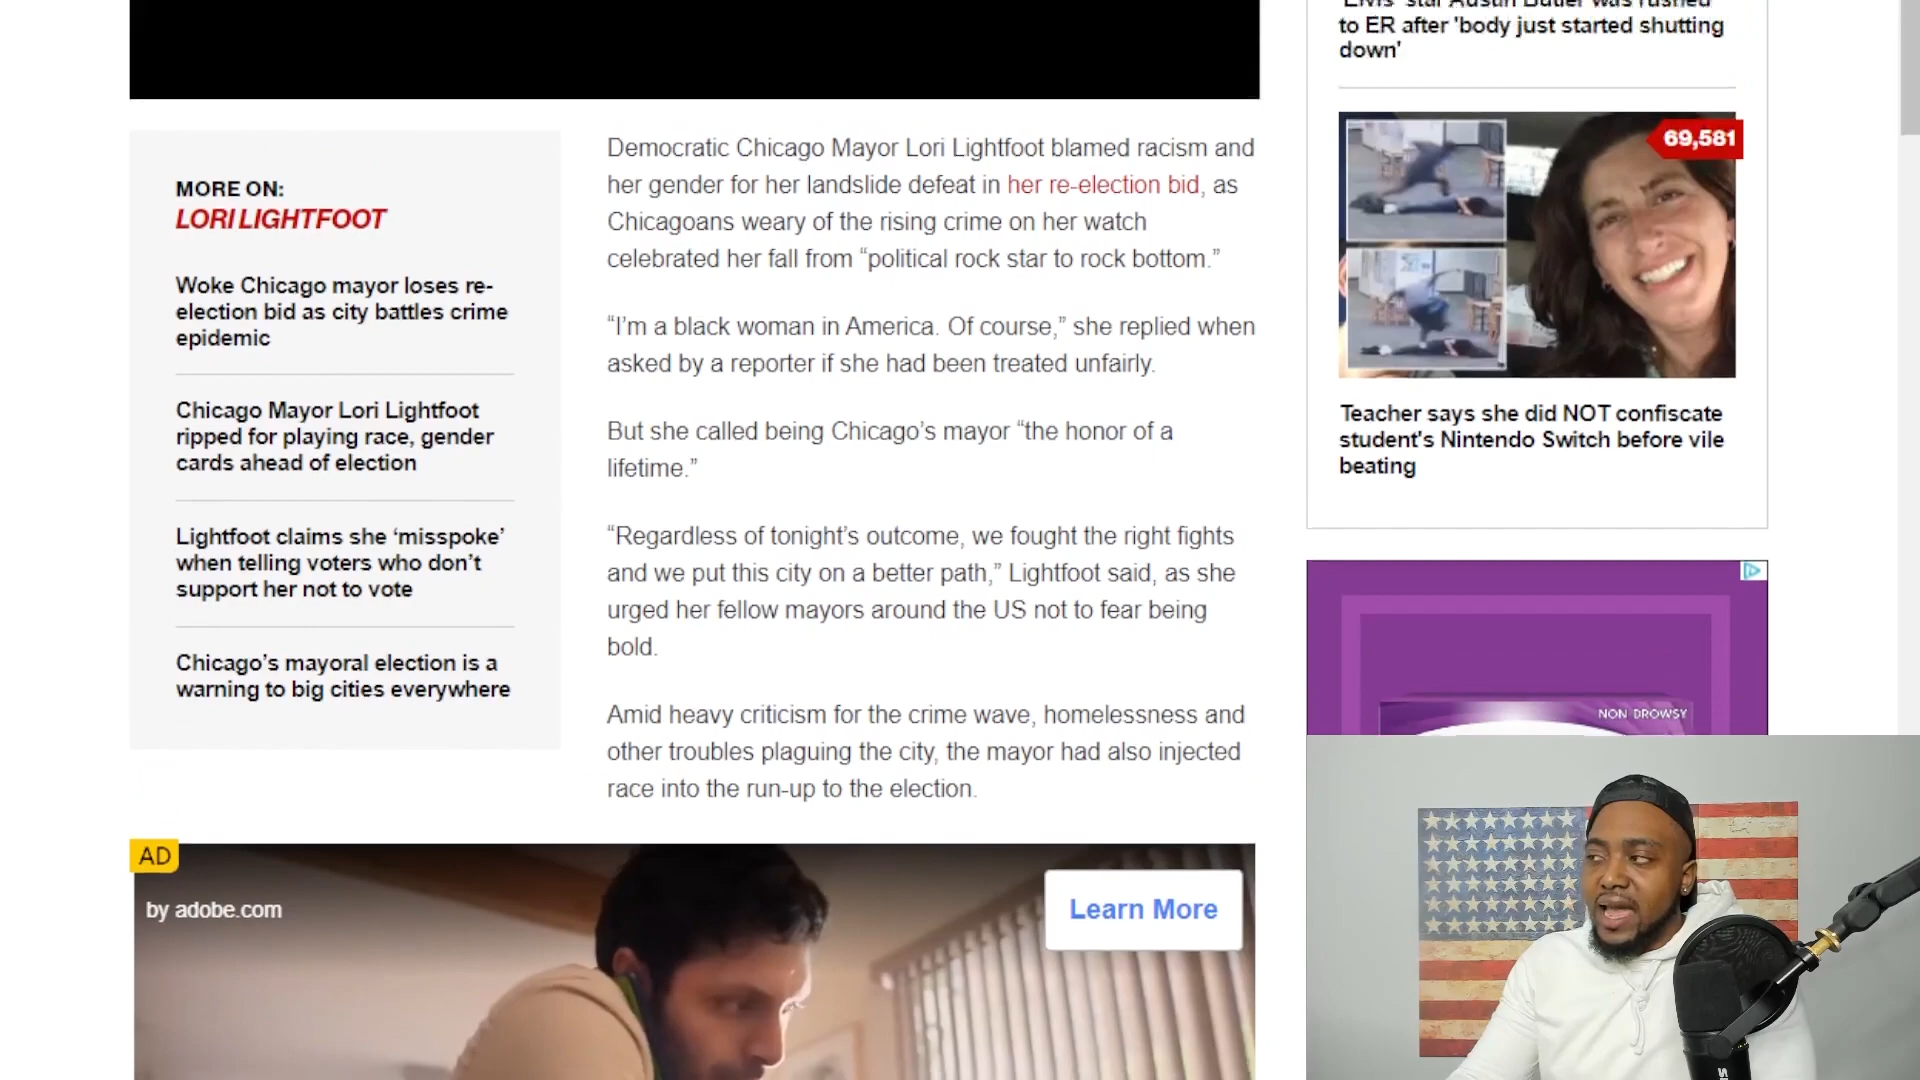 'Elvis' star Austin Butler was rushed
to ER after 'body just started shutting
down'
69,581
Teacher says she did NOT confiscate
student's Nintendo Switch before vile
beating
MORE ON:
LORI LIGHTFOOT
Woke Chicago mayor loses re-
election bid as city battles crime
epidemic
Chicago Mayor Lori Lightfoot
ripped for playing race, gender
cards ahead of election
Lightfoot claims she ‘misspoke’
when telling voters who don’t
support her not to vote
Chicago’s mayoral election is a
warning to big cities everywhere
Democratic Chicago Mayor Lori Lightfoot blamed racism and
her gender for her landslide defeat in her re-election bid, as
Chicagoans weary of the rising crime on her watch
celebrated her fall from “political rock star to rock bottom.”
“I’m a black woman in America. Of course,” she replied when
asked by a reporter if she had been treated unfairly.
But she called being Chicago’s mayor “the honor of a
lifetime.”
“Regardless of tonight’s outcome, we fought the right fights
and we put this city on a better path,” Lightfoot said, as she
urged her fellow mayors around the US not to fear being
bold.
Amid heavy criticism for the crime wave, homelessness and
other troubles plaguing the city, the mayor had also injected
race into the run-up to the election.
NON DROWSY
AD
by adobe.com
Learn More